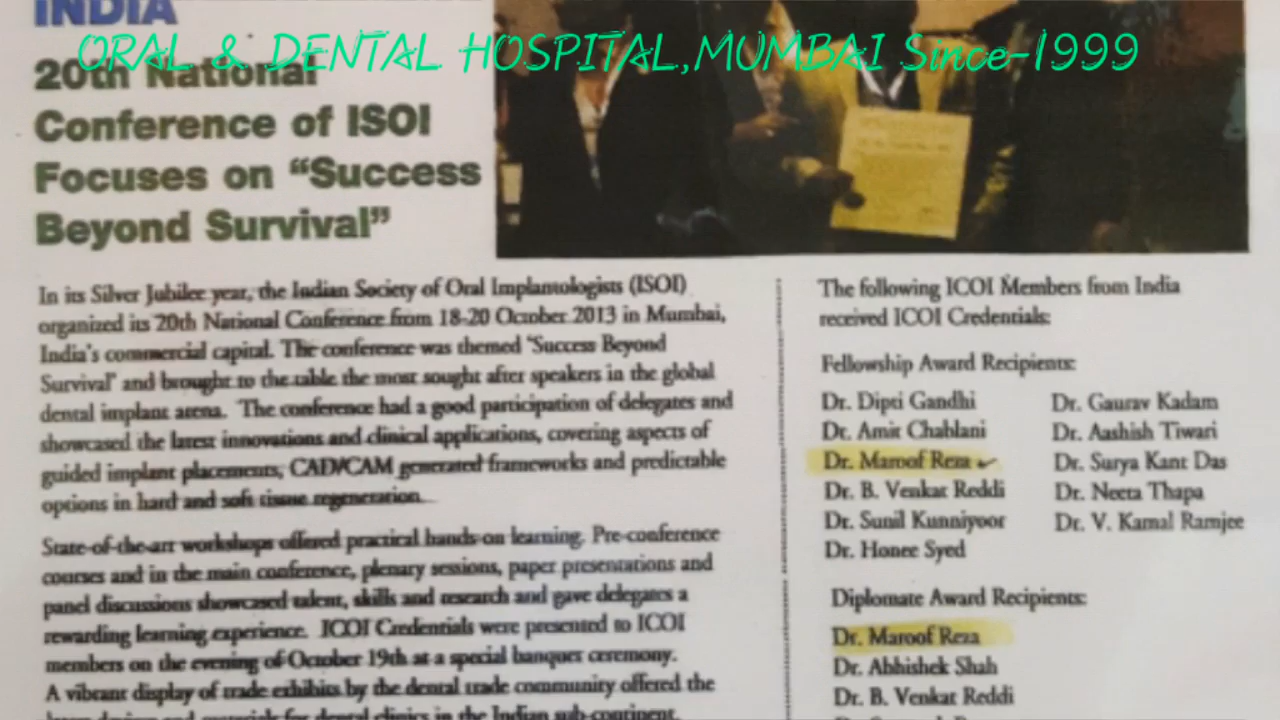 INDIA
ORAL & DENTAL HOSPITAL,MUMBAI Since-1999
20th National
Conference of ISOI
Focuses on “Success
Beyond Survival”
In its Silver Jubilee year, the Indian Society of Oral Implantologists (ISOI)
organized its 20th National Conference from 18-20 October 2013 in Mumbai,
India's commercial capital. The conference was themed "Success Beyond
Survival" and brought to the table the most sought after speakers in the global
dental implant arena. The conference had a good participation of delegates and
showcased the latest innovations and clinical applications, covering aspects of
guided implant placements, CAD/CAM generated frameworks and predictable
options in hard and soft tissue regeneration.
State-of-the-art workshops offered practical hands-on learning. Pre-conference
courses and in the main conference, plenary sessions, paper presentations and
panel discussions showcased talent, skills and research and gave delegates a
rewarding learning experience. ICOI Credentials were presented to ICOI
members on the evening of October 19th at a special banquet ceremony.
A vibrant display of trade exhibits by the dental trade community offered the
for dental clinics in the Indian sub-continent.
The following ICOI Members from India
received ICOI Credentials:
Fellowship Award Recipients:
Dr. Dipti Gandhi
Dr. Amit Chablani
Dr. Maroof Reza
Dr. B. Venkat Reddi
Dr. Sunil Kunniyoor
Dr. Honee Syed
Dr. Gaurav Kadam
Dr. Aashish Tiwari
Dr. Surya Kant Das
Dr. Neeta Thapa
Dr. V. Kamal Ramjee
Diplomate Award Recipients:
Dr. Maroof Reza
Dr. Abhishek Shah
Dr. B. Venkat Reddi